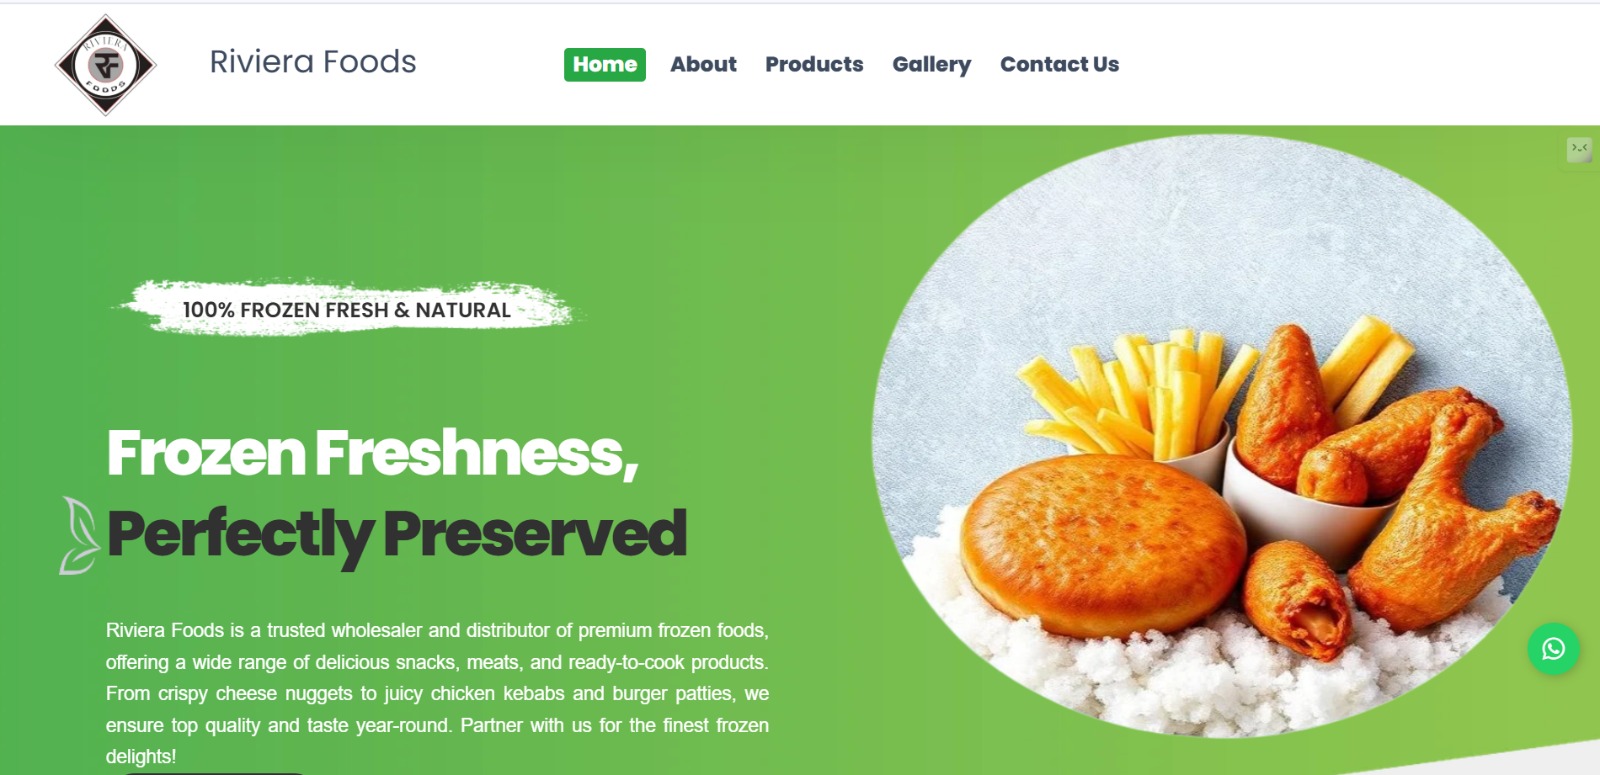 RIVIERA
RF
FOODS
Riviera Foods
Home
About
Products
Gallery
Contact Us
100% FROZEN FRESH & NATURAL
Frozen Freshness,
Perfectly Preserved
Riviera Foods is a trusted wholesaler and distributor of premium frozen foods,
offering a wide range of delicious snacks, meats, and ready-to-cook products.
From crispy cheese nuggets to juicy chicken kebabs and burger patties, we
ensure top quality and taste year-round. Partner with us for the finest frozen
delights!